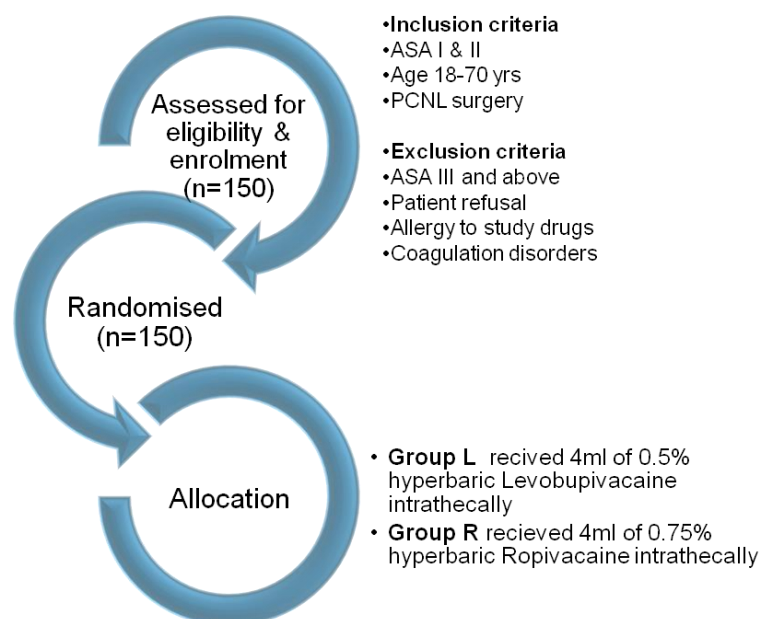 •Inclusion criteria
•ASA I & II
•Age 18-70 yrs
•PCNL surgery
•Exclusion criteria
•ASA III and above
•Patient refusal
•Allergy to study drugs
•Coagulation disorders
Assessed for
eligibility &
enrolment
(n=150)
Randomised
(n=150)
Allocation
• Group L recived 4ml of 0.5%
hyperbaric Levobupivacaine
intrathecally
• Group R recieved 4ml of 0.75%
hyperbaric Ropivacaine intrathecally